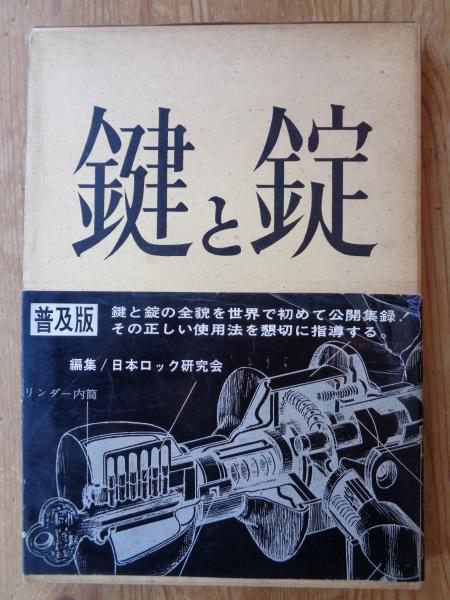 鍵と錠
普及版
鍵と錠の全貌を世界で初めて公開集録!
その正しい使用法を懇切に指導する。
編集/日本ロック研究会
リンダー内筒